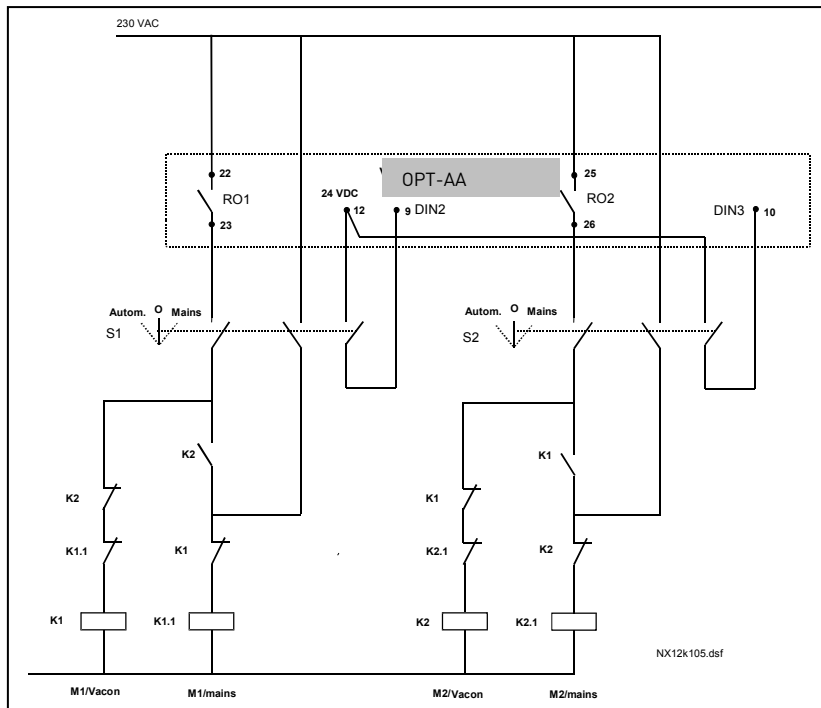 230 VAC
22
OPT-AA
25
RO1
24 VDC
RO2
12
9 DIN2
DIN3
10
23
26
Autom. O Mains
S1
Autom. O Mains
S2
K2
K1
K2
K1
K1.1
K1
K2.1
K2
K1
K1.1
K2
K2.1
NX12k105.dsf
M1/Vacon
M1/mains
M2/Vacon
M2/mains